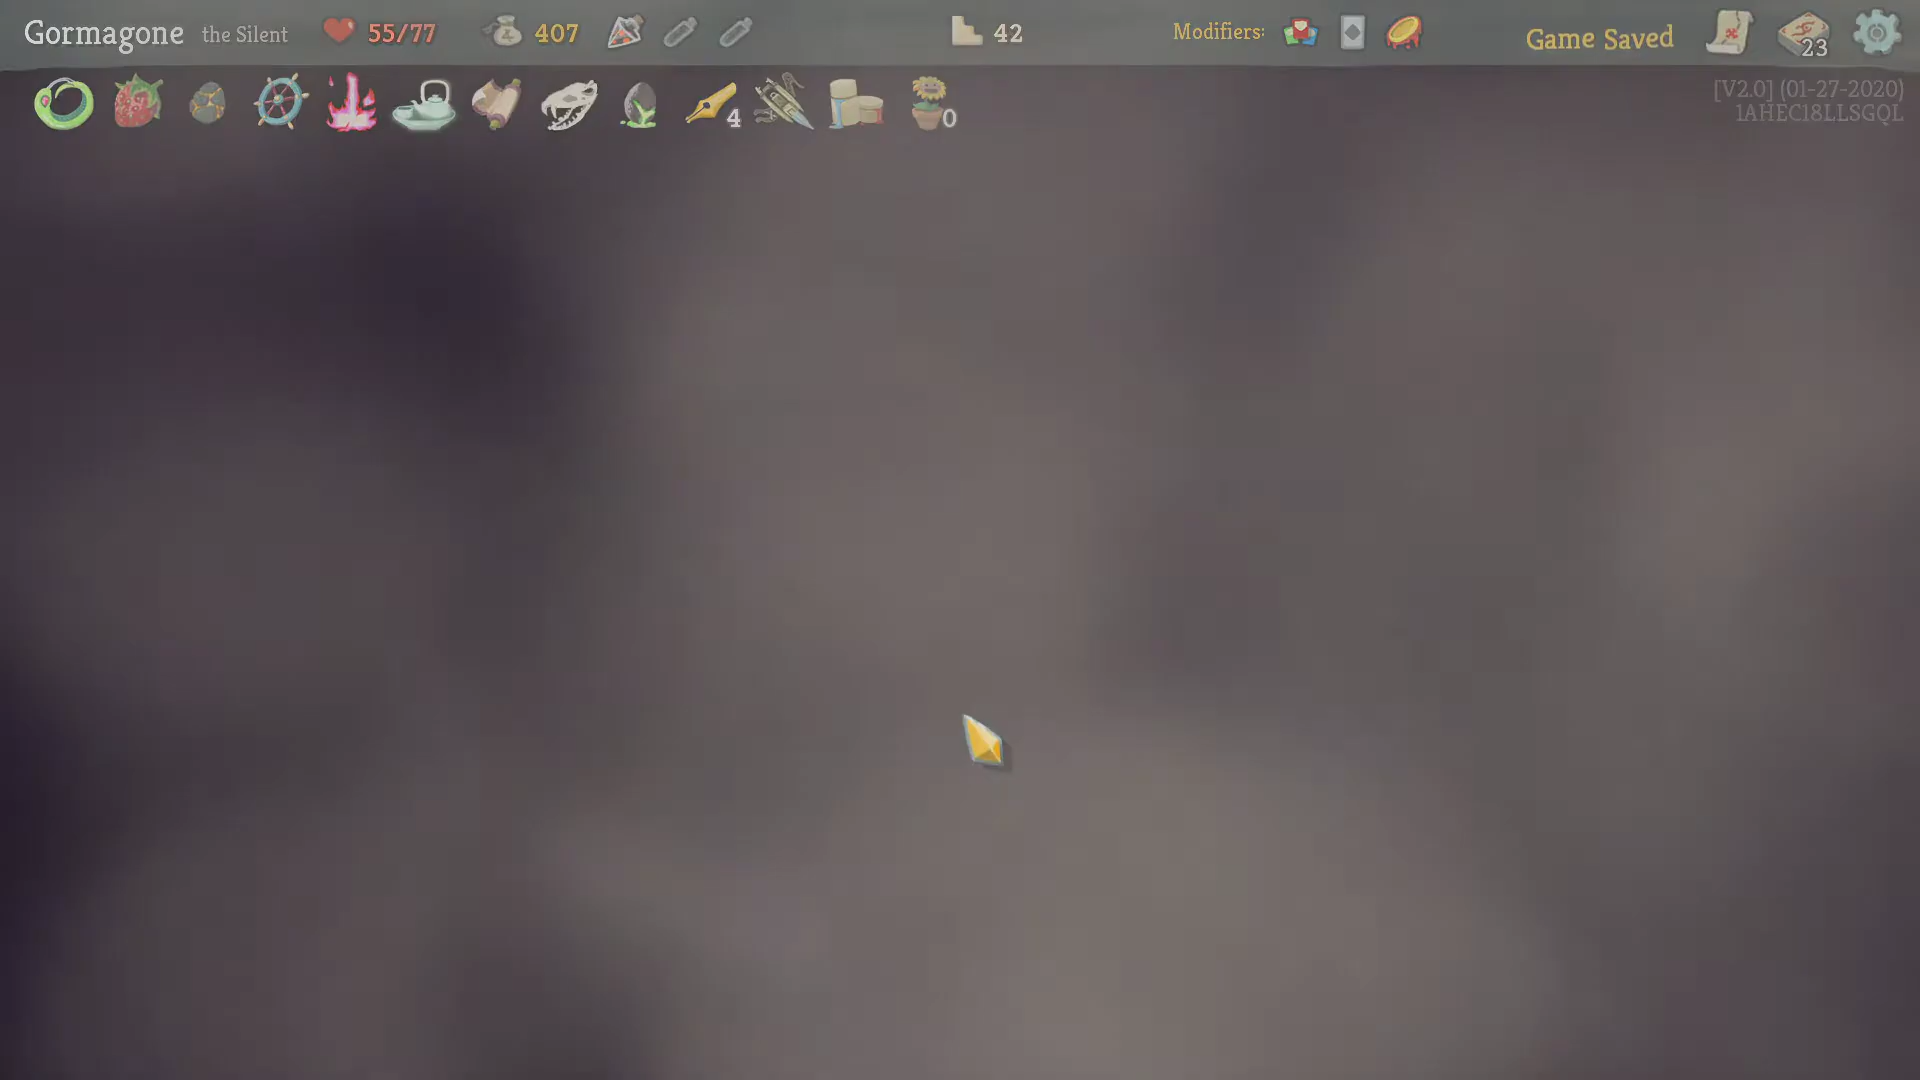 Gormagone the Silent 55/77 407 42 Modifiers: Game Saved 23
4 0
[V2.0] (01-27-2020)
1AHEC18LLSGQL